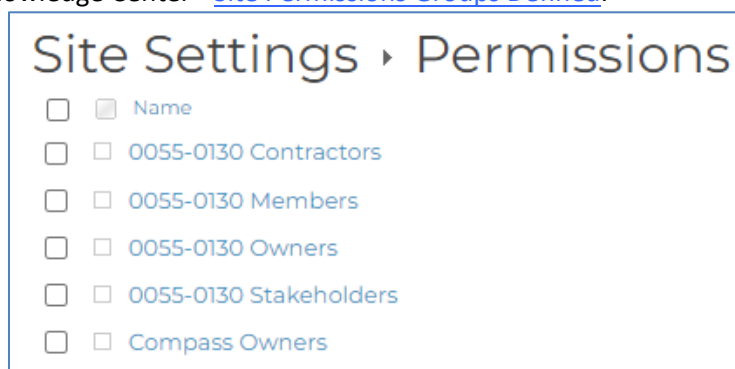 Center
Site Permissions Groups Defined.
Site Settings ▸ Permissions
Name
0055-0130 Contractors
0055-0130 Members
0055-0130 Owners
0055-0130 Stakeholders
Compass Owners